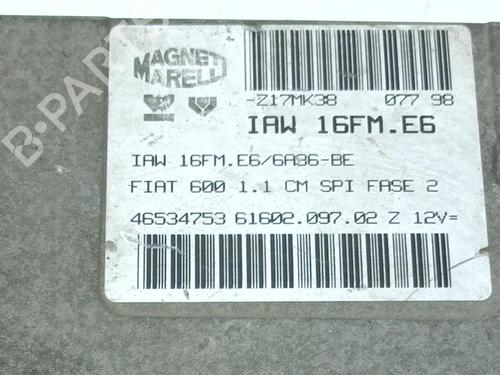 MAGNETI
MARELLI
-Z17MK38 077 98
IAW 16FM.E6
IAW 16FM.E6/6A36-BE
FIAT 600 1.1 CM SPI FASE 2
46534753 61602.097.02 Z 12V=
B-Parts